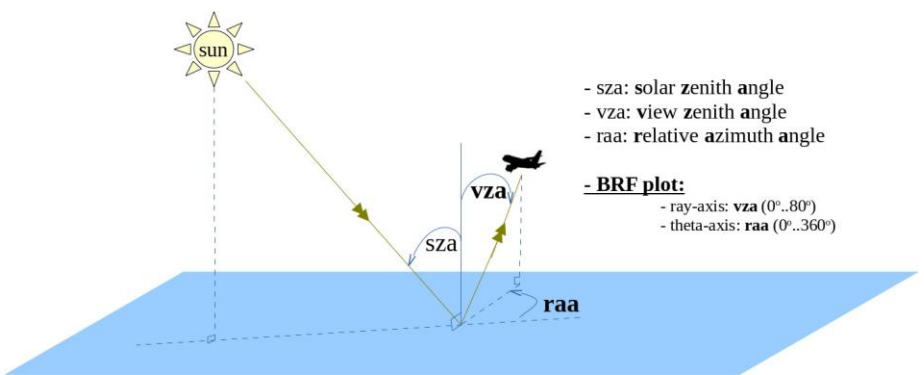 sun
- sza: solar zenith angle
- vza: view zenith angle
- raa: relative azimuth angle
- BRF plot:
- ray-axis: vza (0°..80°)
- theta-axis: raa (0°..360°)
vza
sza
raa